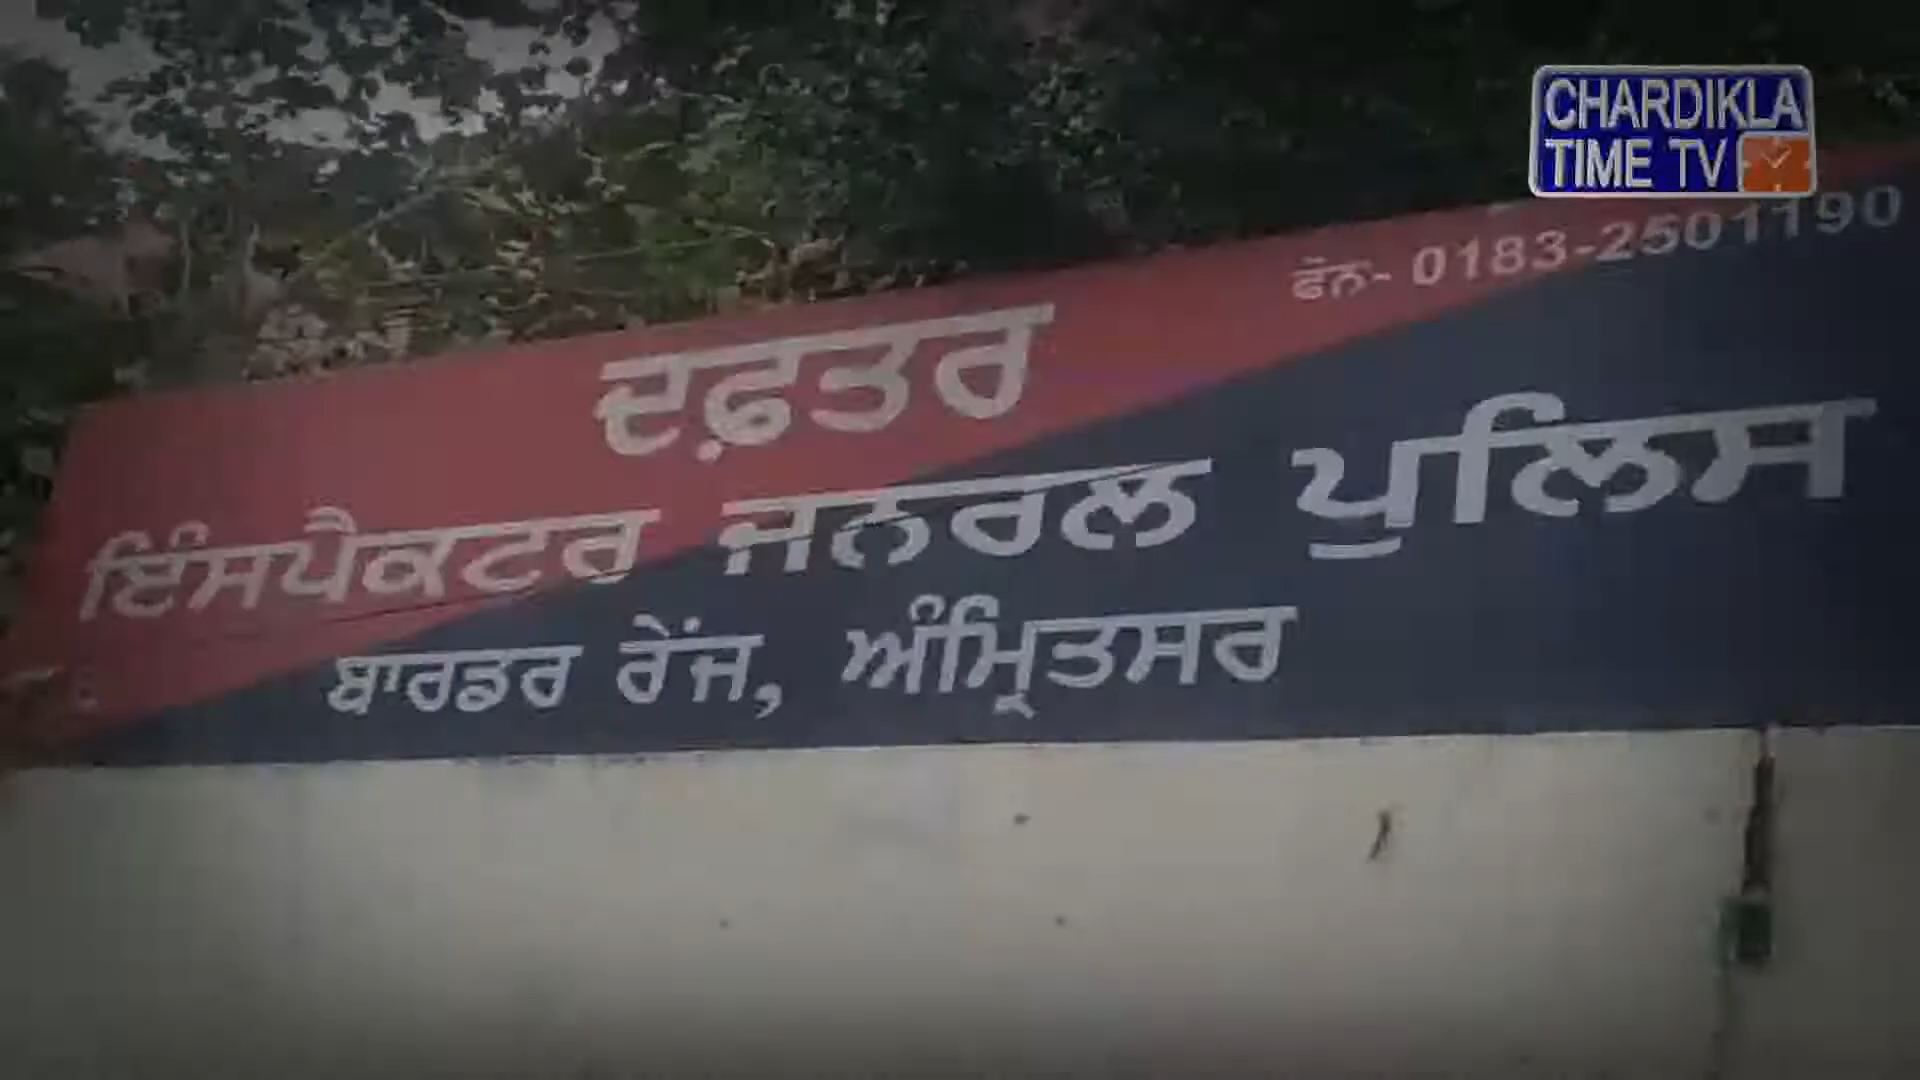 CHARDIKLA
TIME TV
ਫੋਨ- 0183-2501190
ਦਫ਼ਤਰ
ਇੰਸਪੈਕਟਰ ਜਨਰਲ ਪੁਲਿਸ
ਬਾਰਡਰ ਰੇਂਜ, ਅੰਮ੍ਰਿਤਸਰ